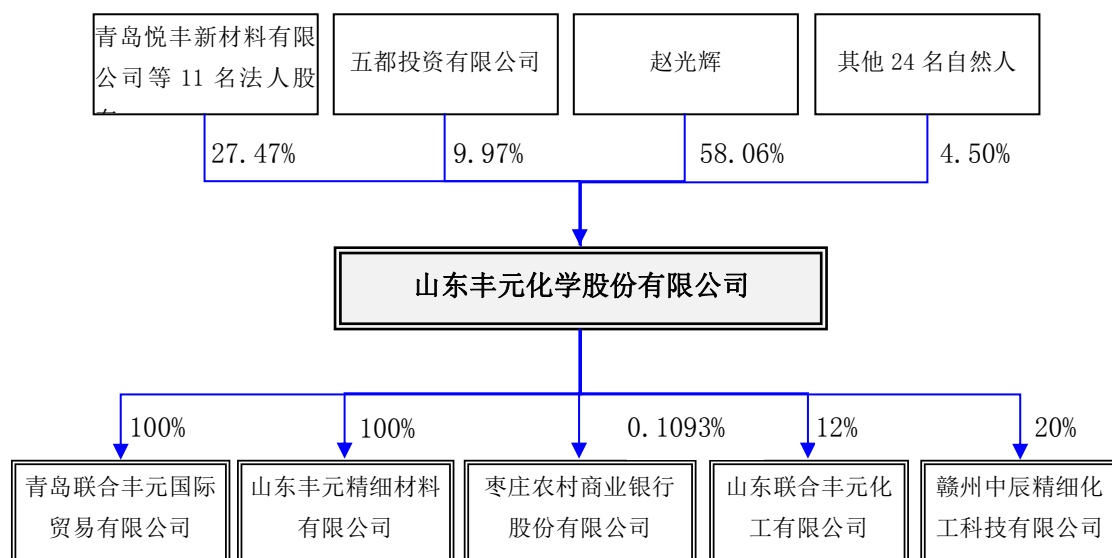 青岛悦丰新材料有限
公司等 11 名法人股
五都投资有限公司
赵光辉
其他 24 名自然人
27.47%
9.97%
58.06%
4.50%
山东丰元化学股份有限公司
100%
100%
0.1093%
12%
20%
青岛联合丰元国际
贸易有限公司
山东丰元精细材料
有限公司
枣庄农村商业银行
股份有限公司
山东联合丰元化
工有限公司
赣州中辰精细化
工科技有限公司